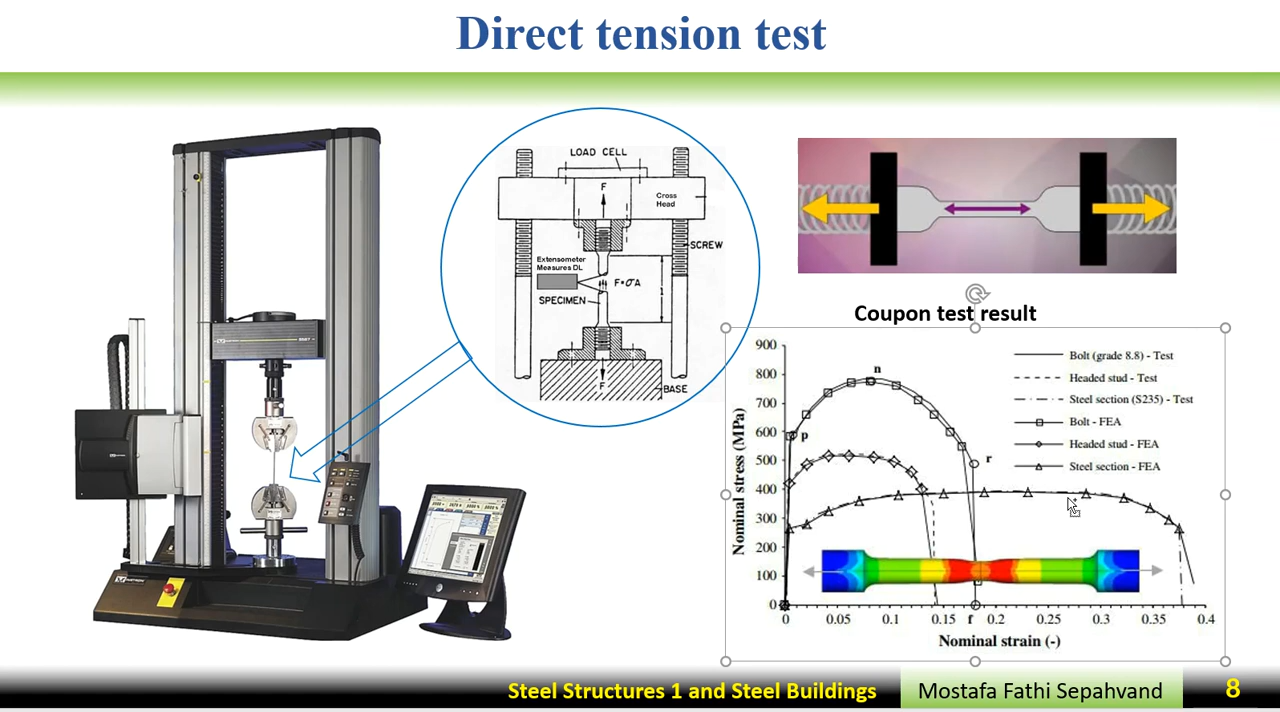 Direct tension test
LOAD CELL
F
Cross
Head
SCREW
Extensometer
Measures DL
F=σA
1
SPECIMEN
F
BASE
Coupon test result
Nominal stress (MPa)
900
800
700
600
500
400
300
200
100
0
n
p
r
f
Bolt (grade 8.8) - Test
Headed stud - Test
Steel section (S235) - Test
Bolt - FEA
Headed stud - FEA
Steel section - FEA
0 0.05 0.1 0.15 0.2 0.25 0.3 0.35 0.4
Nominal strain (-)
Steel Structures 1 and Steel Buildings
Mostafa Fathi Sepahvand
8